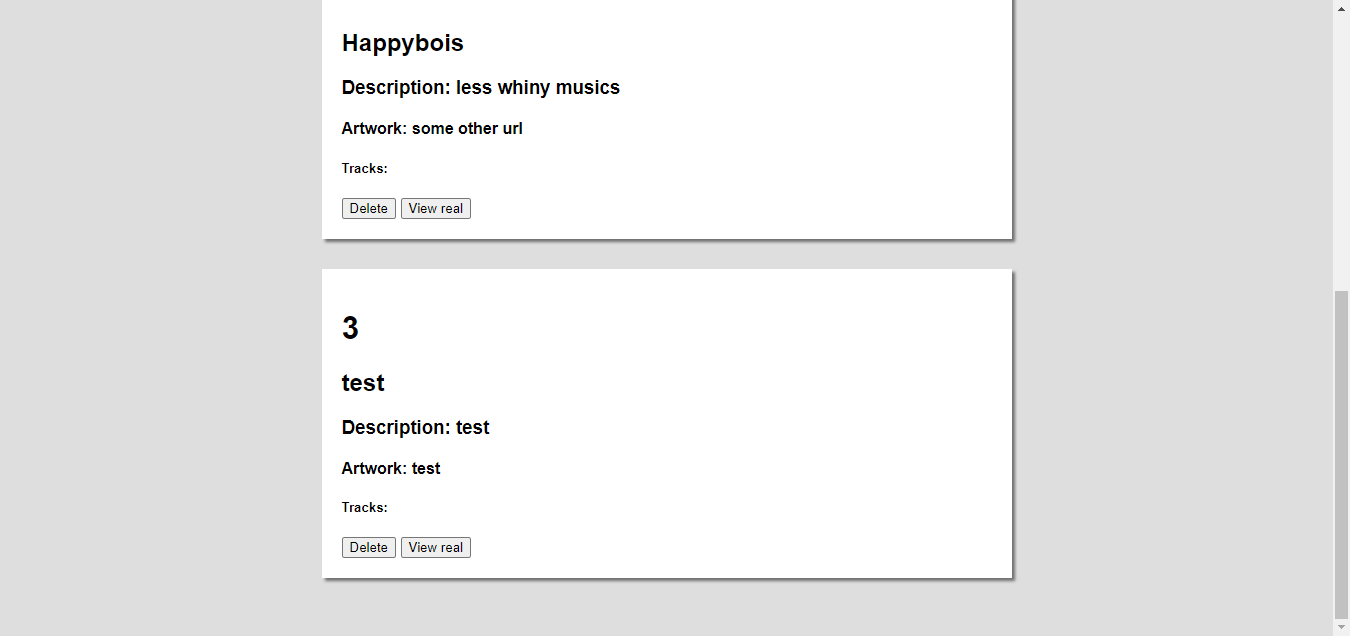 Happybois
Description: less whiny musics
Artwork: some other url
Tracks:
Delete View real
3
test
Description: test
Artwork: test
Tracks:
Delete View real